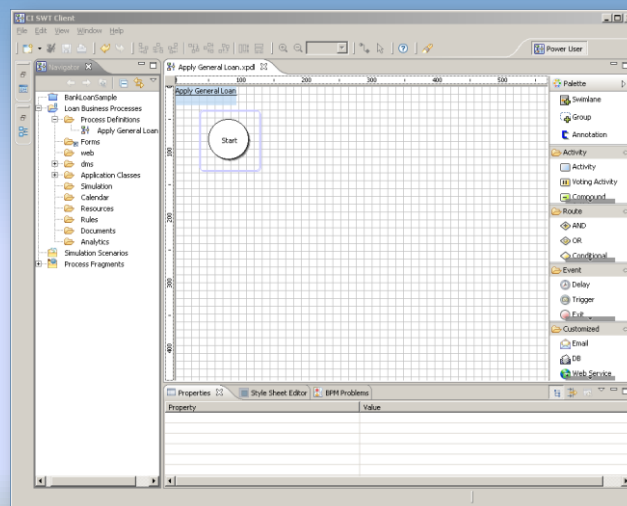 CI SWT Client
File Edit View Window Help
Power User
Navigator
BankLoanSample
Loan Business Processes
Process Definitions
Apply General Loan
Forms
web
dms
Application Classes
Simulation
Calendar
Resources
Rules
Documents
Analytics
Simulation Scenarios
Process Fragments
Apply General Loan.xpdl
0 100 200 300 400 500
0
100
200
300
400
Apply General Loan
Start
Palette
Swimlane
Group
Annotation
Activity
Activity
Voting Activity
Compound
Route
AND
OR
Conditional
Event
Delay
Trigger
Exit
Customized
Email
DB
Web Service
Properties Style Sheet Editor BPM Problems
Property Value